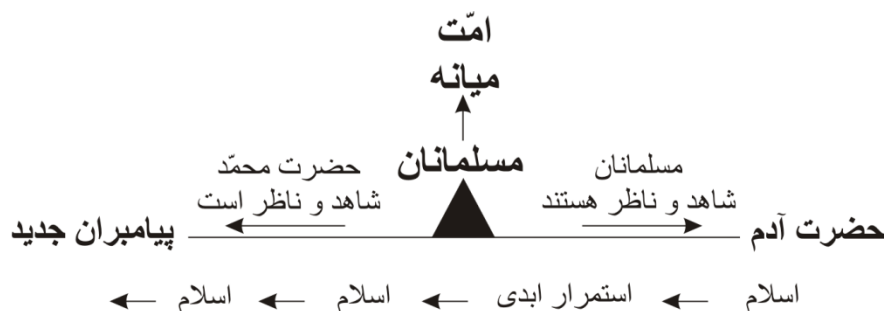 امّت
میانه
مسلمانان
مسلمانان
شاهد و ناظر هستند
حضرت محمّد
شاهد و ناظر است
حضرت آدم
پیامبران جدید
اسلام ← استمرار ابدی ← اسلام ← اسلام ←